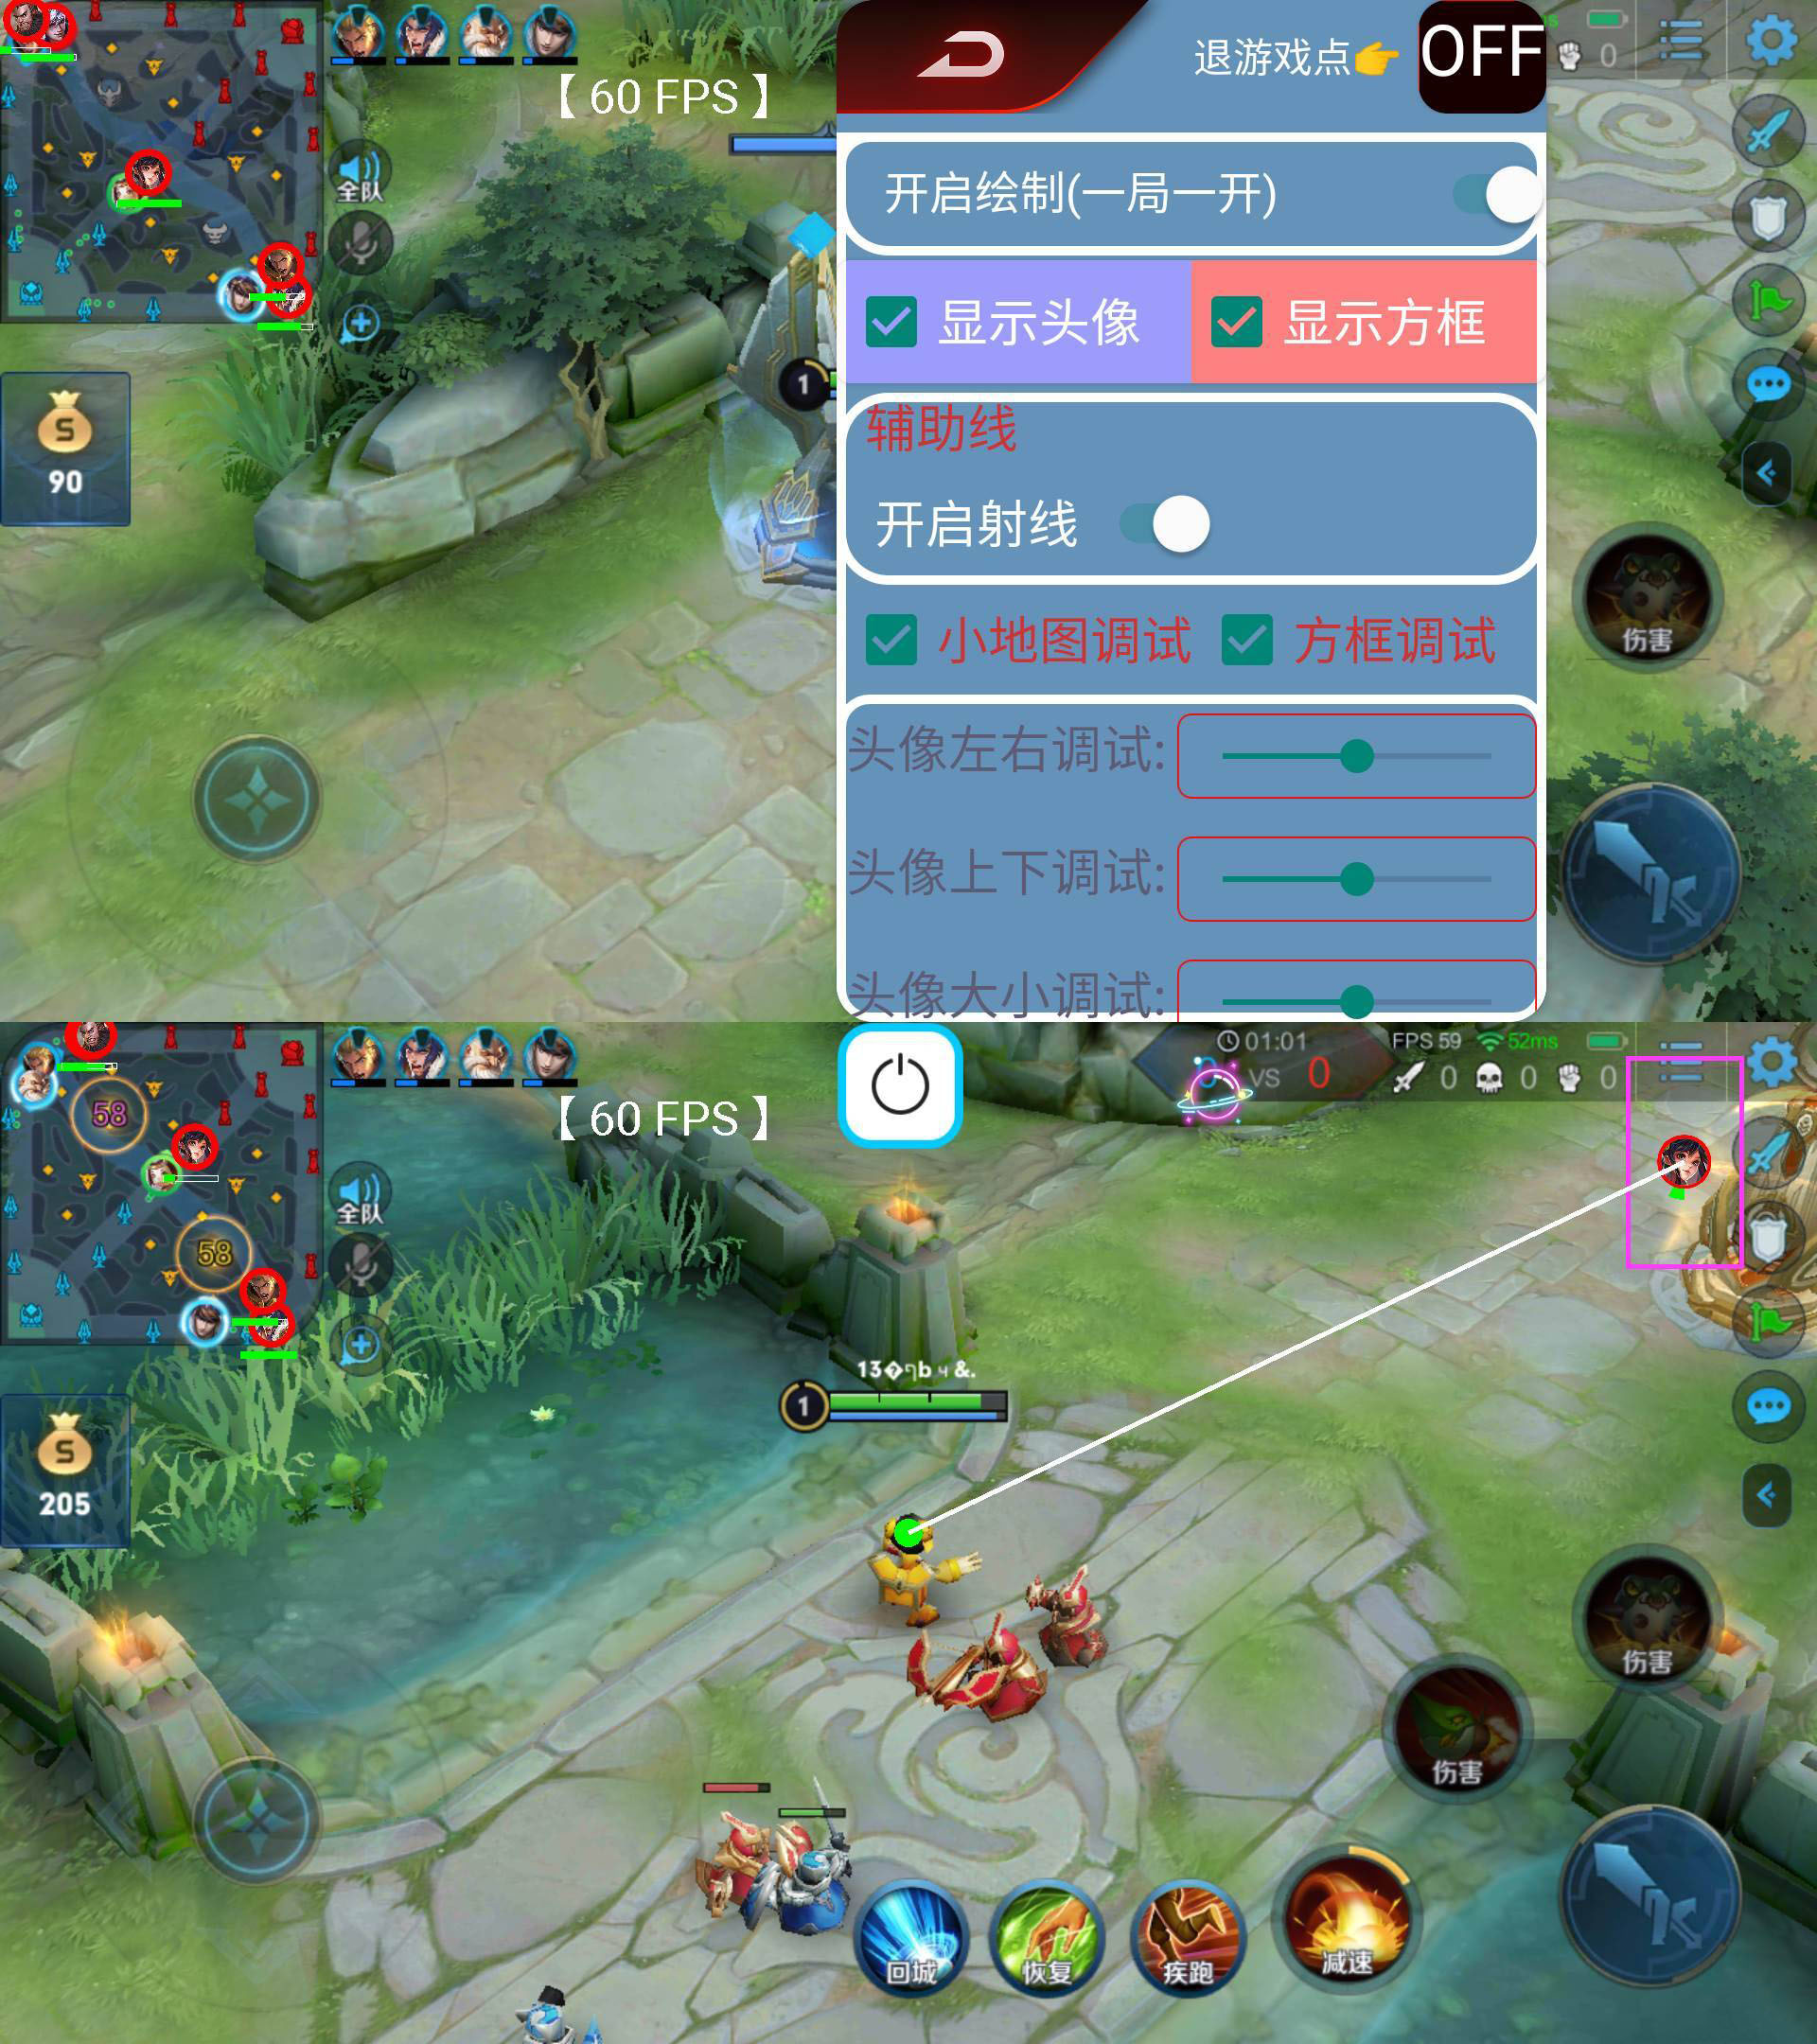 【 60 FPS 】
退游戏点👉
OFF
0
全队
开启绘制(一局一开)
显示头像
显示方框
1
S
90
辅助线
开启射线
小地图调试
方框调试
伤害
头像左右调试:
头像上下调试:
头像大小调试:
58
【 60 FPS 】
01:01
FPS 59
52ms
VS
0
0
0
0
全队
58
1
S
205
伤害
伤害
回城
恢复
疾跑
减速